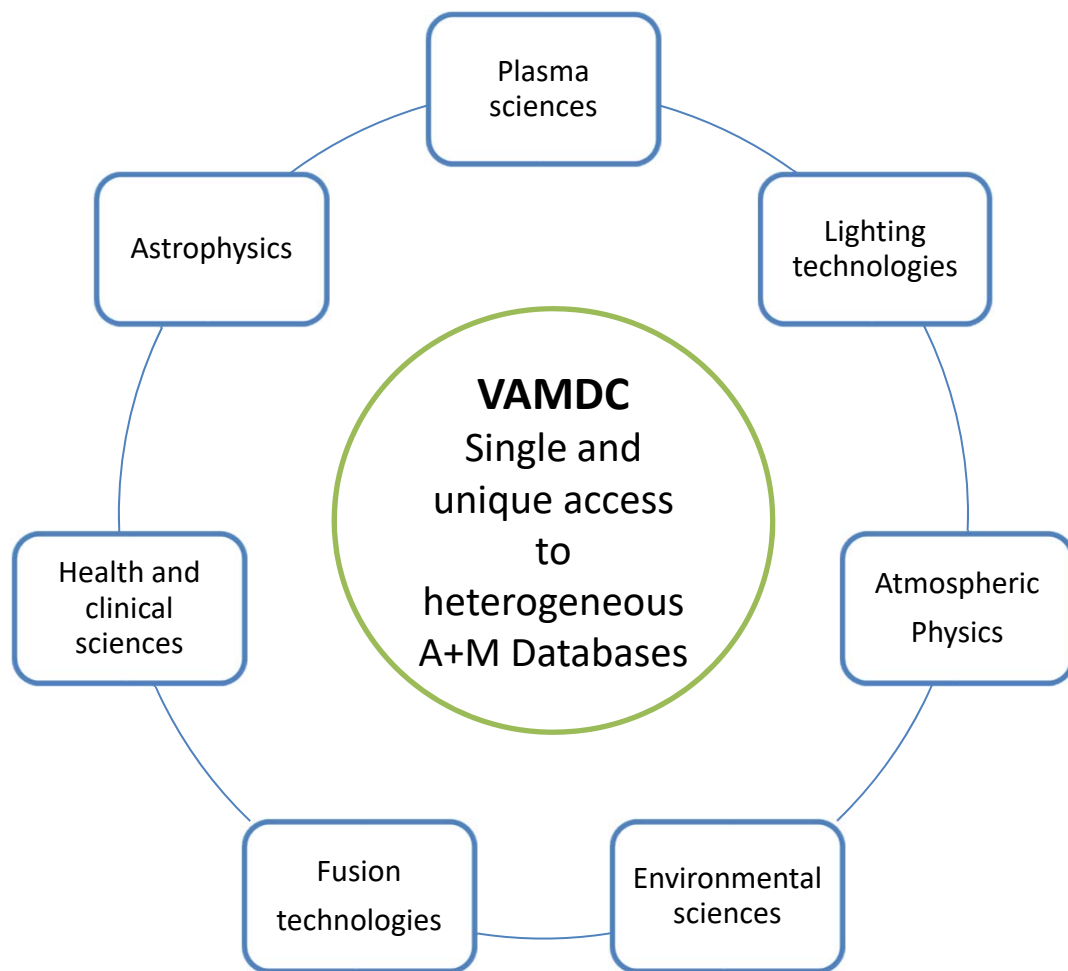 Plasma
sciences
Astrophysics
Lighting
technologies
VAMDC
Single and
unique access
to
heterogeneous
A+M Databases
Health and
clinical
sciences
Atmospheric
Physics
Fusion
technologies
Environmental
sciences